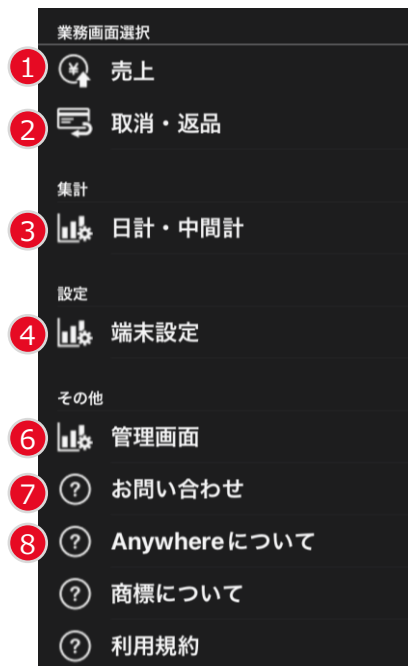 業務画面選択
1 売上
2 取消・返品
集計
3 日計・中間計
設定
4 端末設定
その他
6 管理画面
7 お問い合わせ
8 Anywhereについて
商標について
利用規約